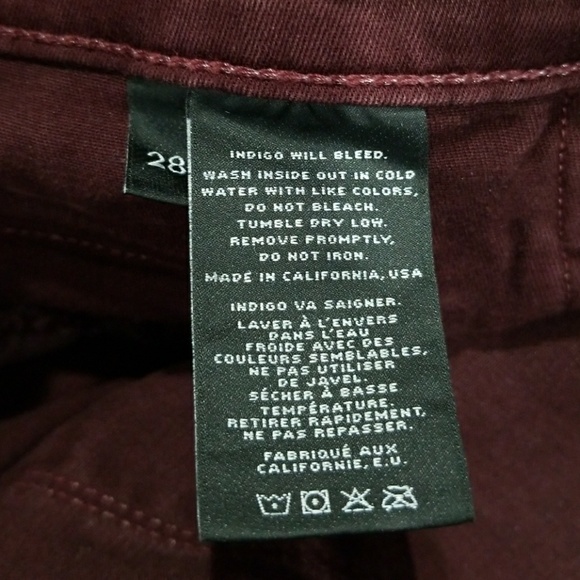 28
INDIGO WILL BLEED.
WASH INSIDE OUT IN COLD
WATER WITH LIKE COLORS,
DO NOT BLEACH.
TUMBLE DRY LOW.
REMOVE PROMPTLY,
DO NOT IRON.
MADE IN CALIFORNIA, USA
INDIGO VA SAIGNER.
LAVER À L'ENVERS
DANS L'EAU
FROIDE AVEC DES
COULEURS SEMBLABLES,
NE PAS UTILISER
DE JAVEL.
SÉCHER À BASSE
TEMPÉRATURE.
RETIRER RAPIDEMENT,
NE PAS REPASSER.
FABRIQUÉ AUX
CALIFORNIE, E.U.